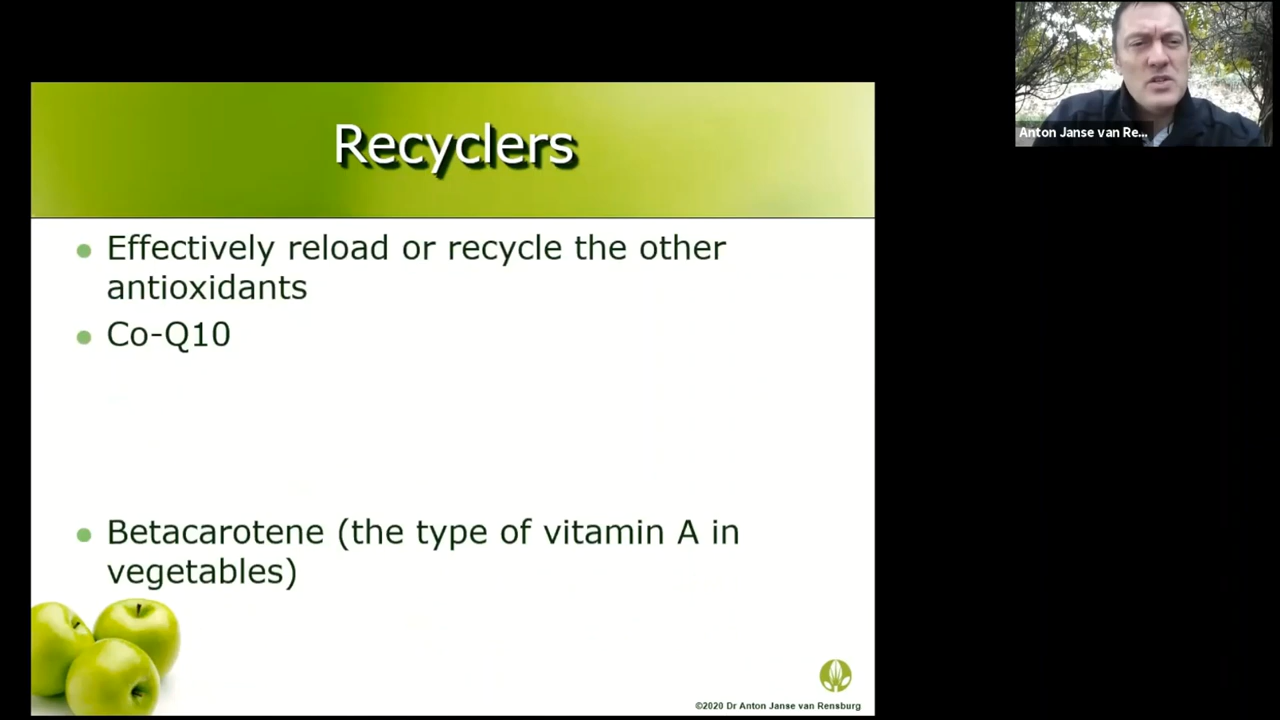 Anton Janse van Re...
Recyclers
Effectively reload or recycle the other
antioxidants
Co-Q10
Betacarotene (the type of vitamin A in
vegetables)
©2020 Dr Anton Janse van Rensburg